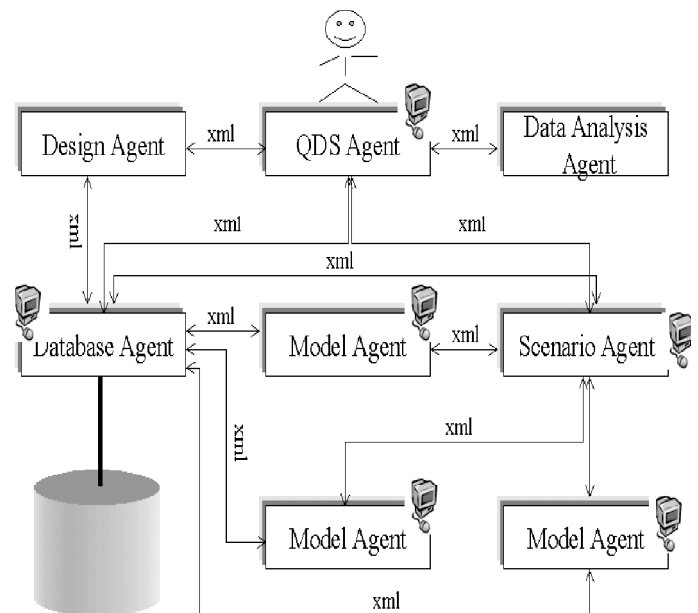 xml
xml
Design Agent
QDS Agent
Data Analysis
Agent
xml
xml
xml
xml
xml
xml
Database Agent
Model Agent
Scenario Agent
xml
xml
Model Agent
Model Agent
xml